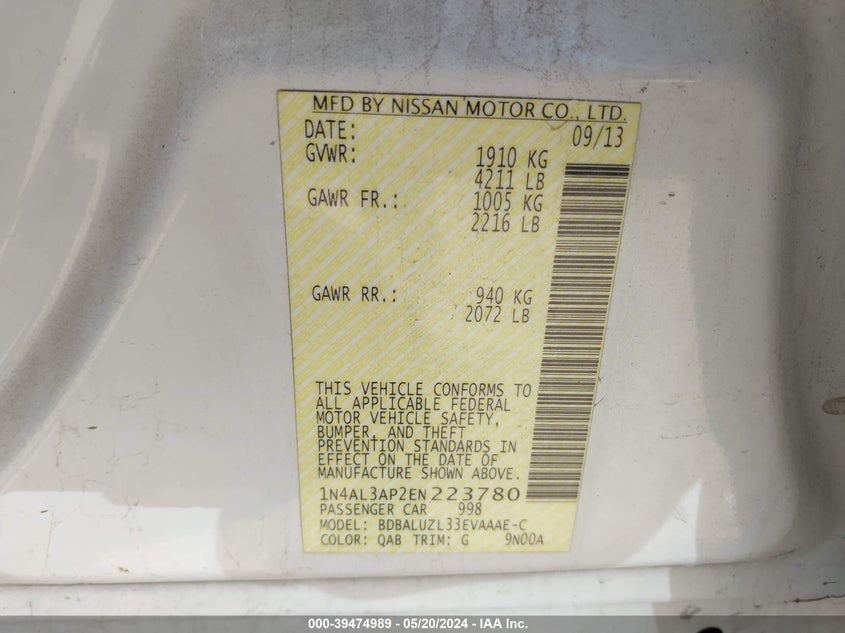 MFD BY NISSAN MOTOR CO., LTD.
DATE: 09/13
GVWR: 1910 KG
4211 LB
GAWR FR.: 1005 KG
2216 LB
GAWR RR.: 940 KG
2072 LB
THIS VEHICLE CONFORMS TO
ALL APPLICABLE FEDERAL
MOTOR VEHICLE SAFETY,
BUMPER, AND THEFT
PREVENTION STANDARDS IN
EFFECT ON THE DATE OF
MANUFACTURE SHOWN ABOVE.
1N4AL3AP2EN223780
PASSENGER CAR 998
MODEL: BDBALUZL33EVAAAE-C
COLOR: QAB TRIM: G 9N00A
000-39474989 - 05/20/2024 - IAA Inc.